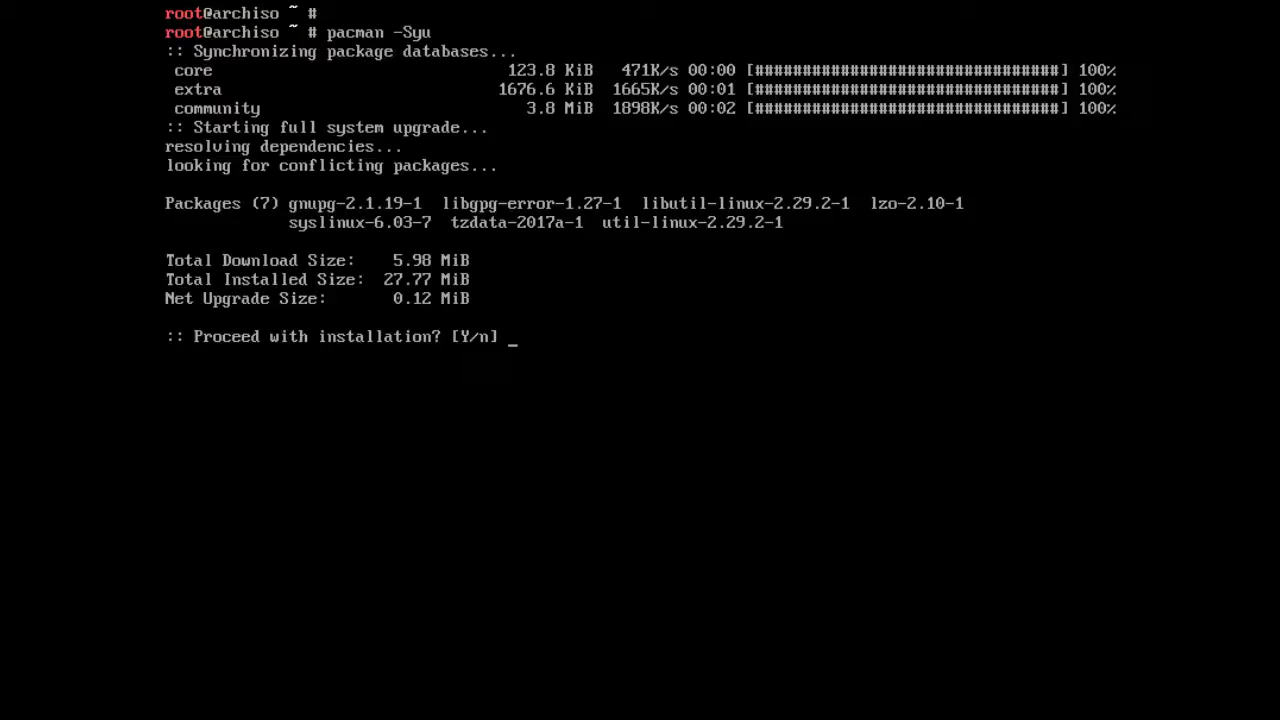 root@archiso ~ #
root@archiso ~ # pacman -Syu
:: Synchronizing package databases...
core 123.8 KiB 471K/s 00:00 [################################] 100%
extra 1676.6 KiB 1665K/s 00:01 [################################] 100%
community 3.8 MiB 1898K/s 00:02 [################################] 100%
:: Starting full system upgrade...
resolving dependencies...
looking for conflicting packages...
Packages (7) gnupg-2.1.19-1 libgpg-error-1.27-1 libutil-linux-2.29.2-1 lzo-2.10-1
syslinux-6.03-7 tzdata-2017a-1 util-linux-2.29.2-1
Total Download Size: 5.98 MiB
Total Installed Size: 27.77 MiB
Net Upgrade Size: 0.12 MiB
:: Proceed with installation? [Y/n] _